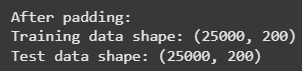 After padding:
Training data shape: (25000, 200)
Test data shape: (25000, 200)